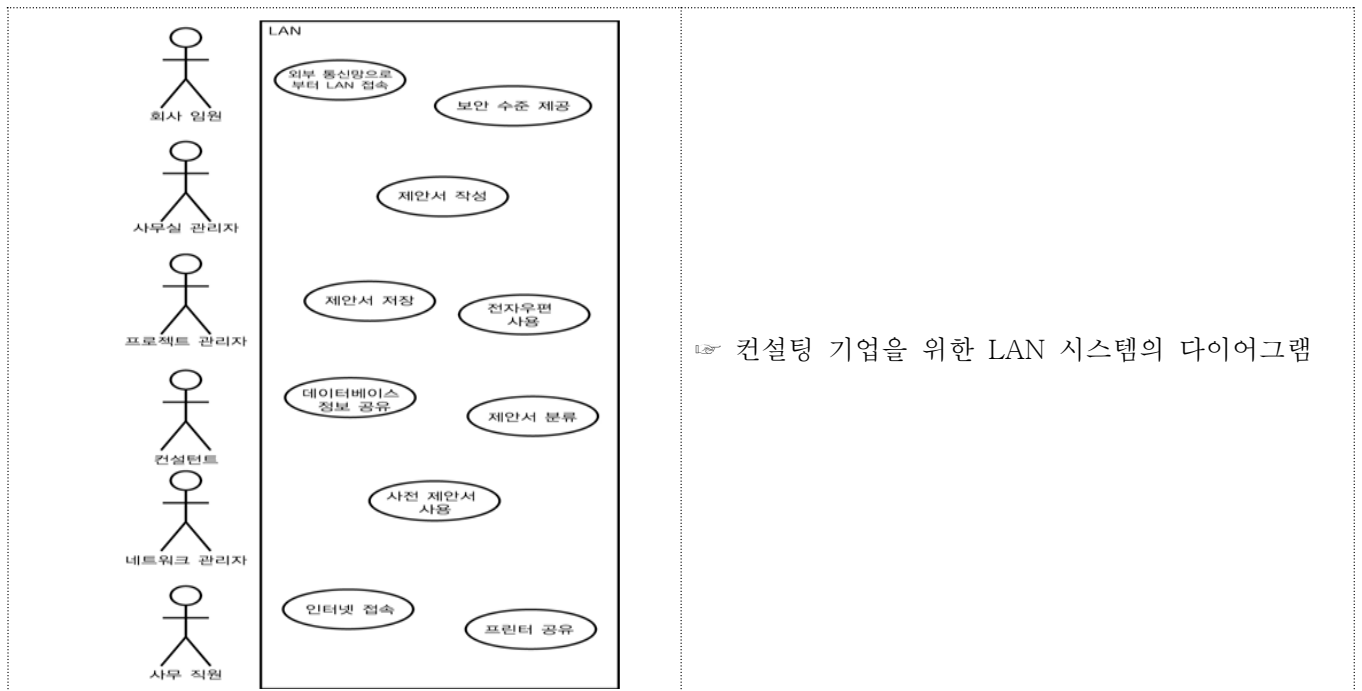 LAN
외부 통신망으로
부터 LAN 접속
보안 수준 제공
회사 임원
제안서 작성
사무실 관리자
제안서 저장
전자우편
사용
프로젝트 관리자
☞ 컨설팅 기업을 위한 LAN 시스템의 다이어그램
데이터베이스
정보 공유
제안서 분류
컨설턴트
사전 제안서
사용
네트워크 관리자
인터넷 접속
프린터 공유
사무 직원